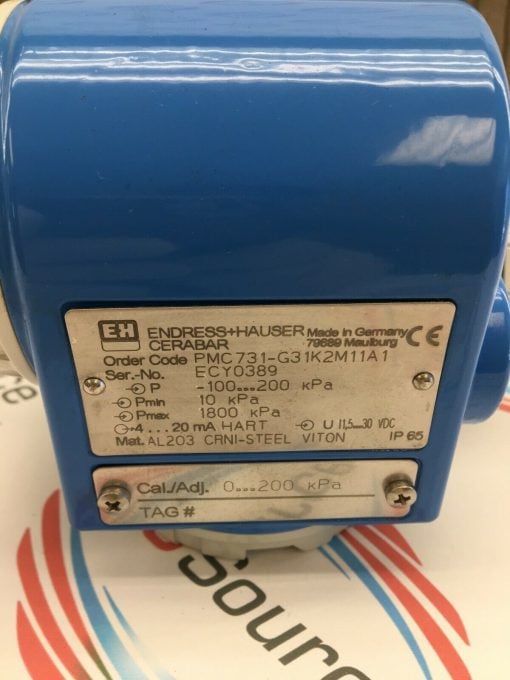 EH ENDRESS+HAUSER Made in Germany CE
CERABAR 79689 Maulburg
Order Code PMC731-G31K2M11A1
Ser.-No. ECY0389
P -100...200 kPa
Pmin 10 kPa
Pmax 1800 kPa
4...20 mA HART U 11,5...30 VDC
Mat. AL203 CRNI-STEEL VITON IP 65
Cal./Adj. 0...200 kPa
TAG #